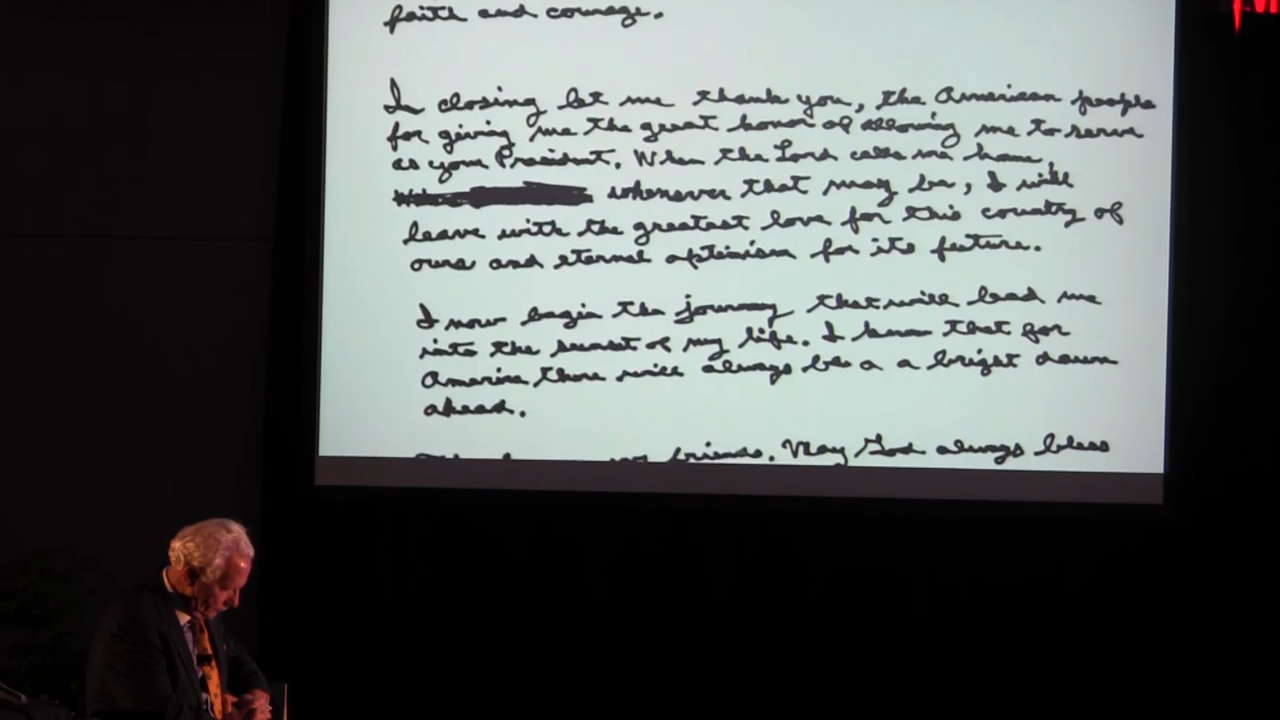 faith and courage.
In closing let me thank you, the American people
for giving me the great honor of allowing me to serve
as your President. When the Lord calls me home,
whenever that may be, I will
leave with the greatest love for this country of
ours and eternal optimism for its future.
I now begin the journey that will lead me
into the sunset of my life. I know that for
America there will always be a a bright dawn
ahead.
friends. May God always bless